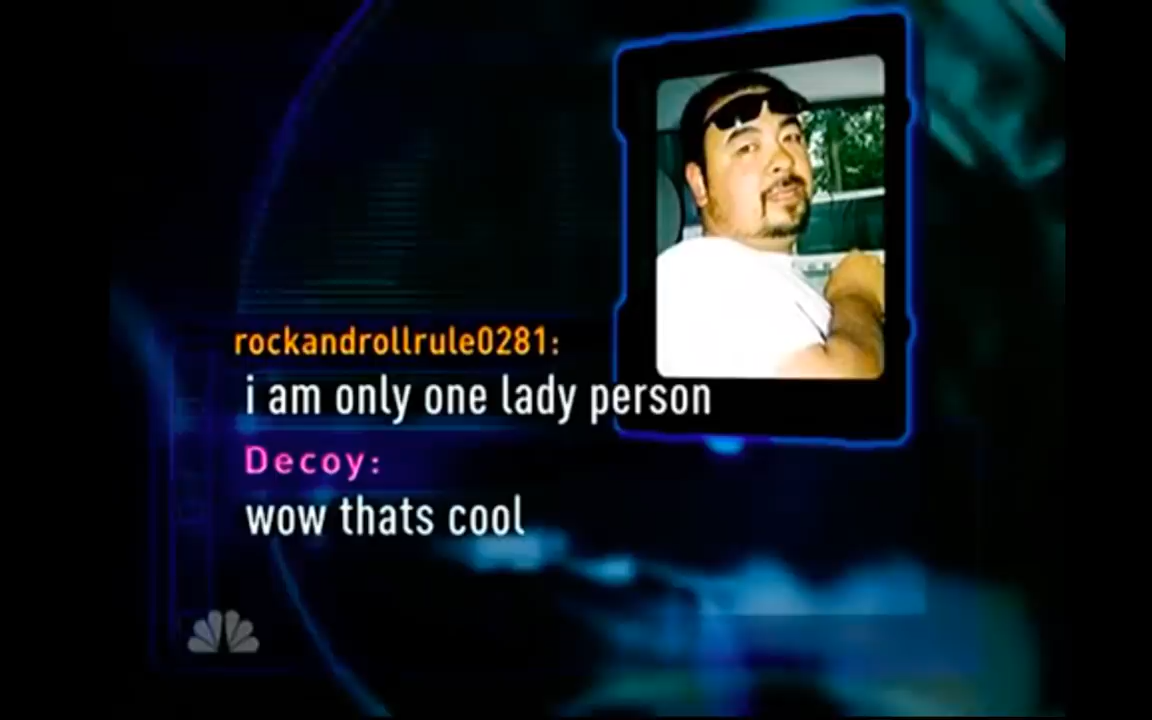 rockandrollrule0281:
i am only one lady person
Decoy:
wow thats cool